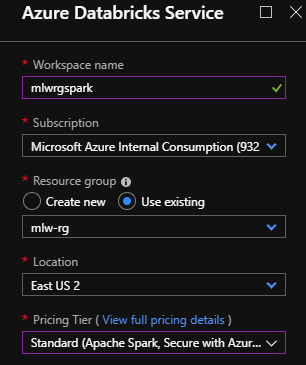 Azure Databricks Service
* Workspace name
mlwrgspark
* Subscription
Microsoft Azure Internal Consumption (932
* Resource group
Create new Use existing
mlw-rg
* Location
East US 2
* Pricing Tier ( View full pricing details )
Standard (Apache Spark, Secure with Azur...